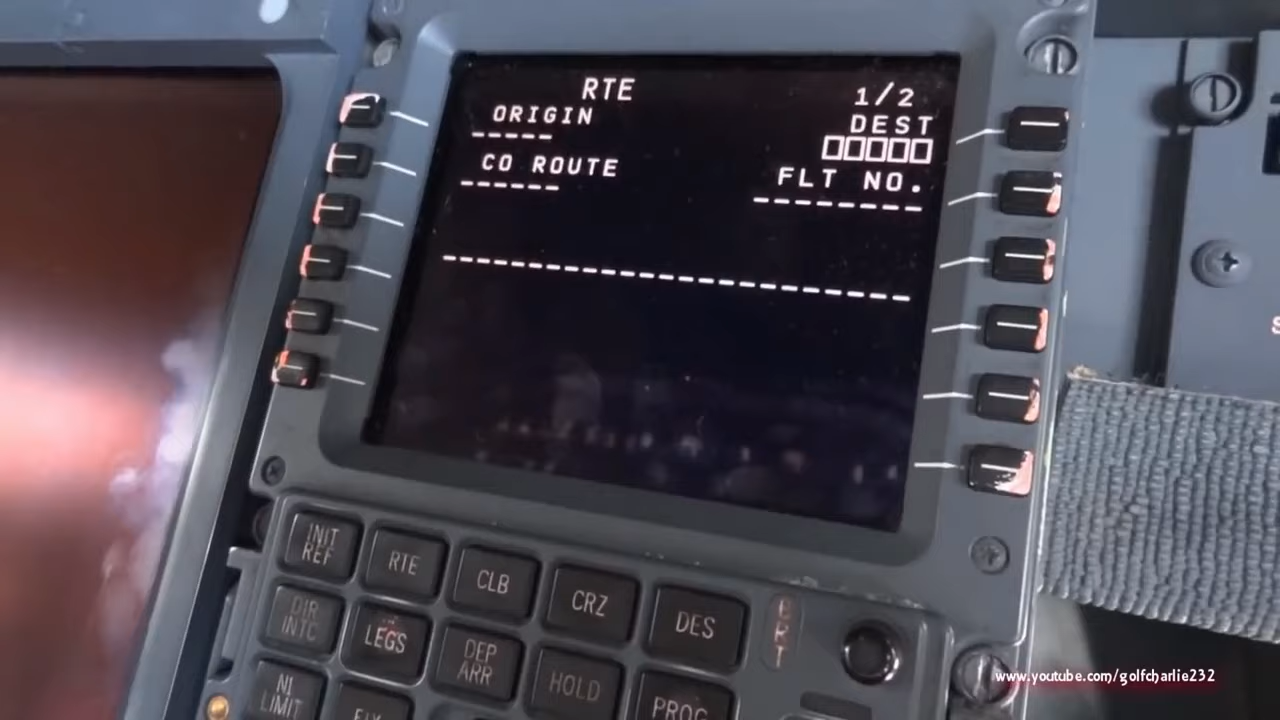 RTE 1/2
ORIGIN DEST
-----  □□□□□
CO ROUTE FLT NO.
------ --------
--------------------------
INIT REF RTE CLB CRZ DES
DIR INTC LEGS DEP ARR HOLD PROG
N1 LIMIT
BRT
www.youtube.com/golfcharlie232